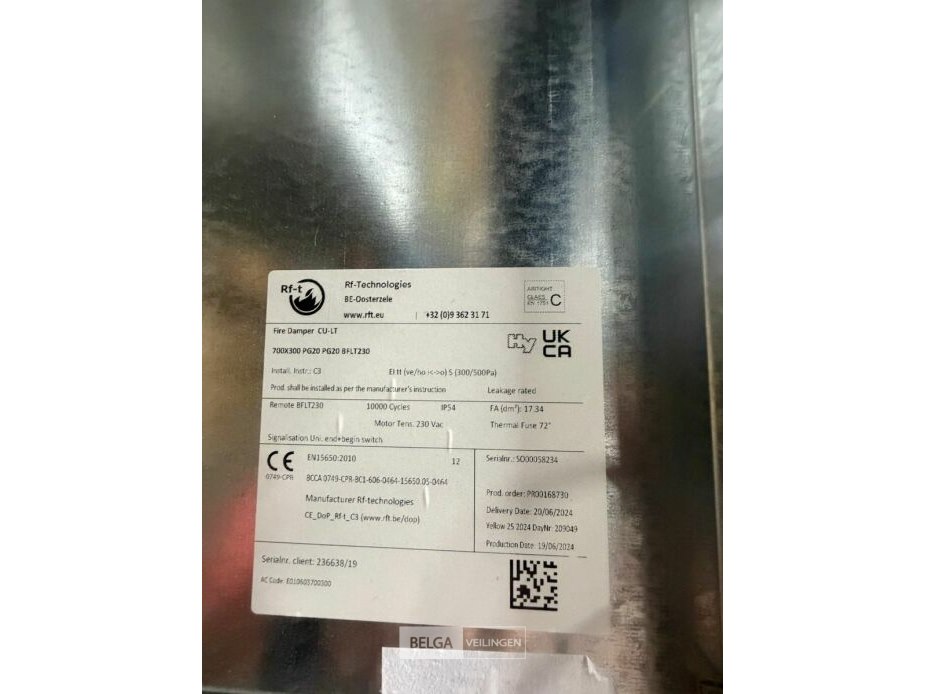 Rf-t
Rf-Technologies
BE-Oosterzele
www.rft.eu | +32 (0)9 362 31 71
AIRTIGHT
CLASS
EN 1751
C
Fire Damper CU-LT
700X300 PG20 PG20 BFLT230
UK
CA
Install. Instr.: C3 EI tt (ve/ho i<->o) S (300/500Pa)
Prod. shall be installed as per the manufacturer's instruction Leakage rated
Remote BFLT230 10000 Cycles IP54 FA (dm²): 17.34
Motor Tens. 230 Vac Thermal Fuse 72°
Signalisation Uni. end+begin switch
CE
0749-CPR
EN15650:2010 12
BCCA 0749-CPR-BC1-606-0464-15650.05-0464
Manufacturer Rf-technologies
CE_DoP_Rf-t_C3 (www.rft.be/dop)
Serialnr.: SO00058234
Prod. order: PR00168730
Delivery Date: 20/06/2024
Yellow 25 2024 DayNr: 209049
Production Date: 19/06/2024
Serialnr. client: 236638/19
AC Code: E010603700300
BELGA VEILINGEN